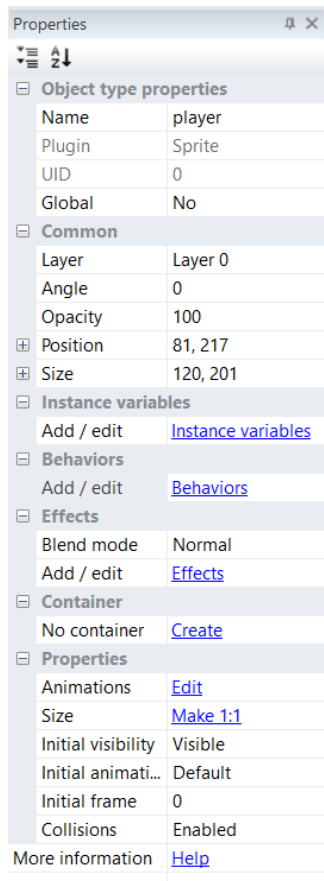 Properties
Object type properties
Name player
Plugin Sprite
UID 0
Global No
Common
Layer Layer 0
Angle 0
Opacity 100
Position 81, 217
Size 120, 201
Instance variables
Add / edit Instance variables
Behaviors
Add / edit Behaviors
Effects
Blend mode Normal
Add / edit Effects
Container
No container Create
Properties
Animations Edit
Size Make 1:1
Initial visibility Visible
Initial animati... Default
Initial frame 0
Collisions Enabled
More information Help